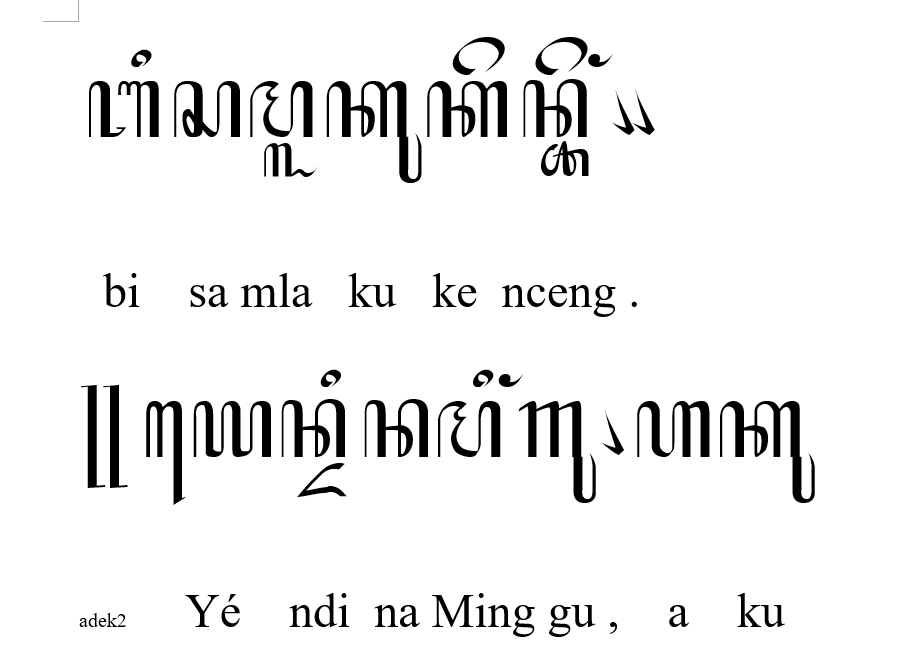 ꦧꦶꦱꦩ꧀ꦭꦏꦸꦏꦼꦤ꧀ꦕꦼꦁ꧉
bi sa mla ku ke nceng .
꧋ꦪꦺꦤ꧀ꦢꦶꦤꦩꦶꦁꦒꦸ꧈ꦲꦏꦸ
adek2 Yé ndi na Ming gu , a ku